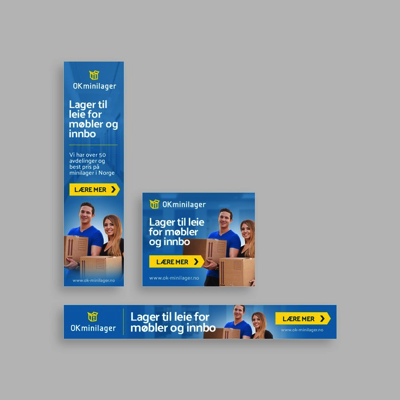 OKminilager
Lager til
leie for
møbler og
innbo
Vi har over 50
avdelinger og
best pris på
minilager i Norge
LÆRE MER
www.ok-minilager.no
OKminilager
Lager til leie
for møbler
og innbo
LÆRE MER
www.ok-minilager.no
OKminilager
Lager til leie for
møbler og innbo
LÆRE MER
www.ok-minilager.no